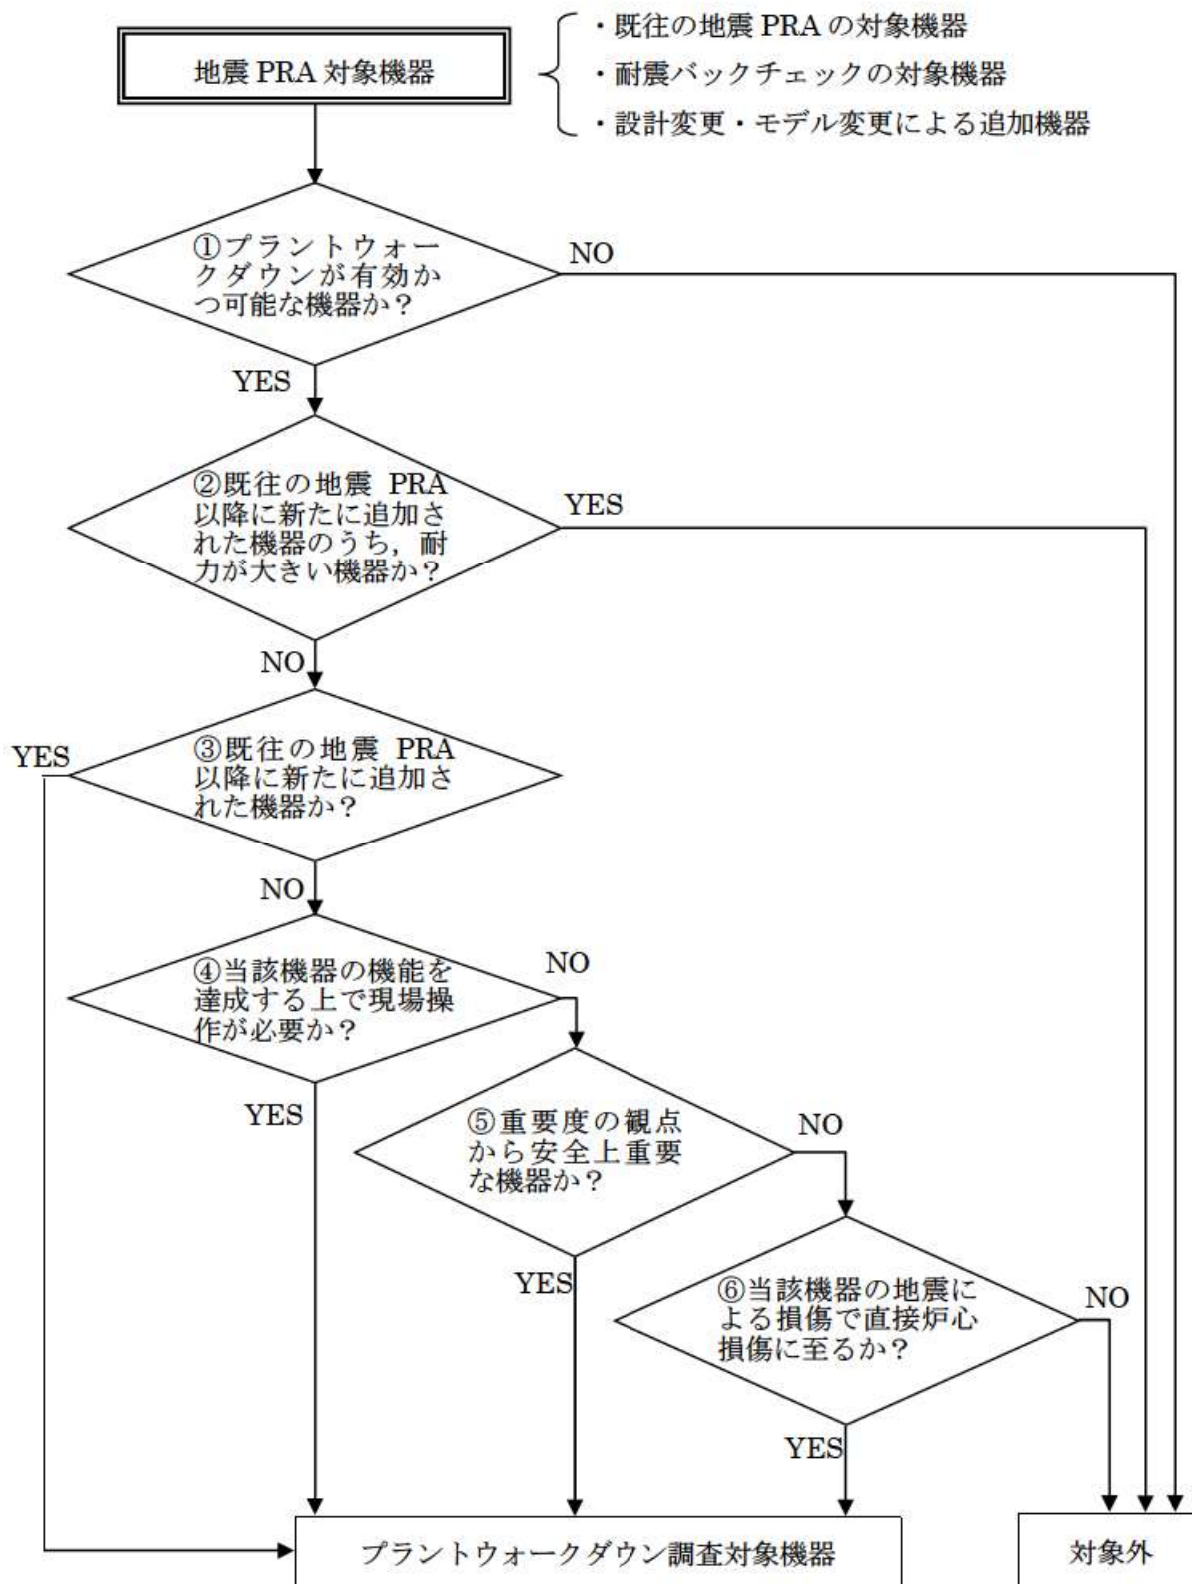 地震 PRA 対象機器
・既往の地震 PRA の対象機器
・耐震バックチェックの対象機器
・設計変更・モデル変更による追加機器
①プラントウォー
クダウンが有効か
つ可能な機器か？
NO
YES
②既往の地震 PRA
以降に新たに追加さ
れた機器のうち，耐
力が大きい機器か？
YES
NO
③既往の地震 PRA
以降に新たに追加さ
れた機器か？
YES
NO
④当該機器の機能を
達成する上で現場操
作が必要か？
NO
YES
⑤重要度の観点
から安全上重要
な機器か？
NO
YES
⑥当該機器の地震に
よる損傷で直接炉心
損傷に至るか？
NO
YES
プラントウォークダウン調査対象機器
対象外